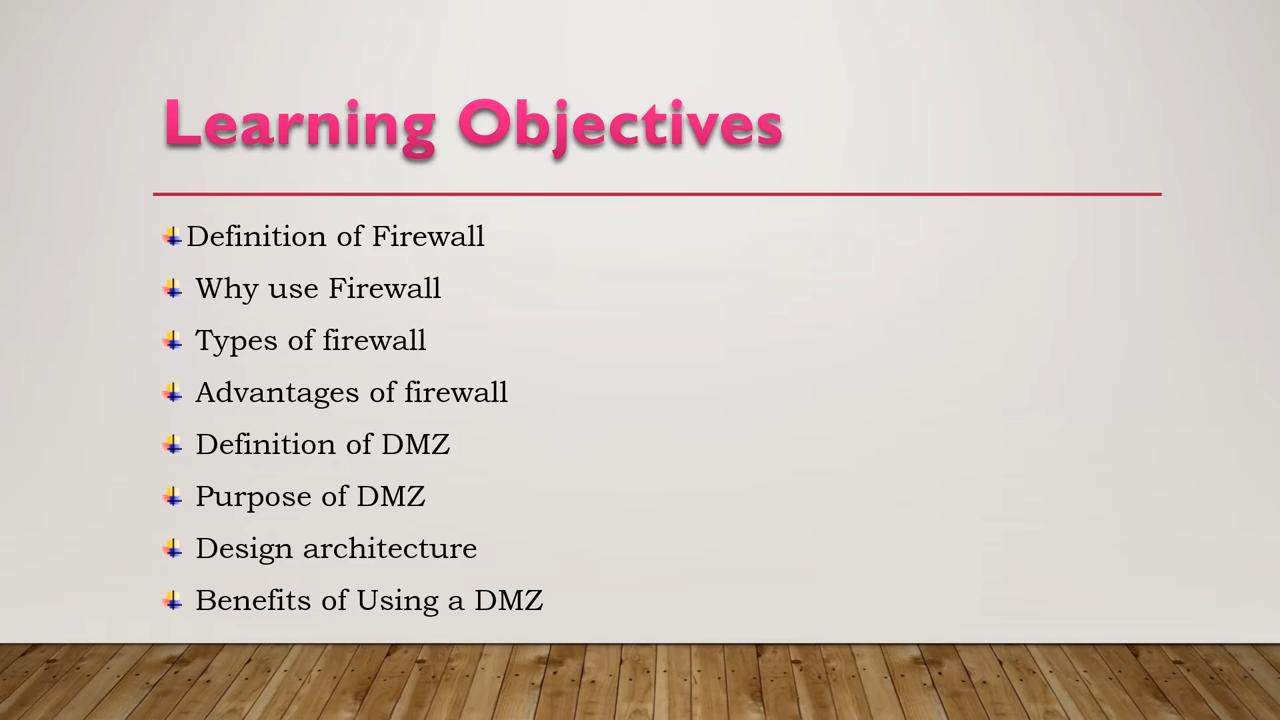 Learning Objectives
Definition of Firewall
Why use Firewall
Types of firewall
Advantages of firewall
Definition of DMZ
Purpose of DMZ
Design architecture
Benefits of Using a DMZ